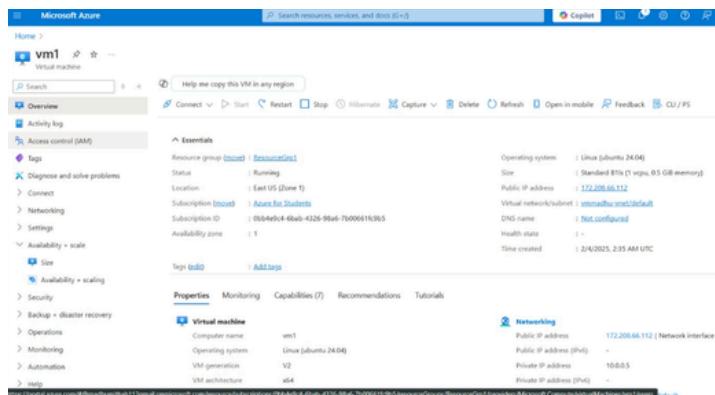 Microsoft Azure
Search resources, services, and docs (G+/)
Copilot
Home >
vm1
Virtual machine
Search
Help me copy this VM in any region
Connect
Start
Restart
Stop
Hibernate
Capture
Delete
Refresh
Open in mobile
Feedback
CLI / PS
Overview
Activity log
Access control (IAM)
Tags
Diagnose and solve problems
Connect
Networking
Settings
Availability + scale
Size
Availability + scaling
Security
Backup + disaster recovery
Operations
Monitoring
Automation
Help
Essentials
Resource group (move) : ResourceGrp1
Status : Running
Location : East US (Zone 1)
Subscription (move) : Azure for Students
Subscription ID
Availability zone : 1
Operating system : Linux (ubuntu 24.04)
Size : Standard B1ls (1 vcpu, 0.5 GiB memory)
Public IP address : 172.208.66.112
Virtual network/subnet : vmmadhu-vnet/default
DNS name : Not configured
Health state : -
Time created : 2/4/2025, 2:35 AM UTC
Tags (edit) : Add tags
Properties Monitoring Capabilities (7) Recommendations Tutorials
Virtual machine
Computer name vm1
Operating system Linux (ubuntu 24.04)
VM generation V2
VM architecture x64
Networking
Public IP address 172.208.66.112 ( Network interface
Public IP address (IPv6) -
Private IP address 10.0.0.5
Private IP address (IPv6) -